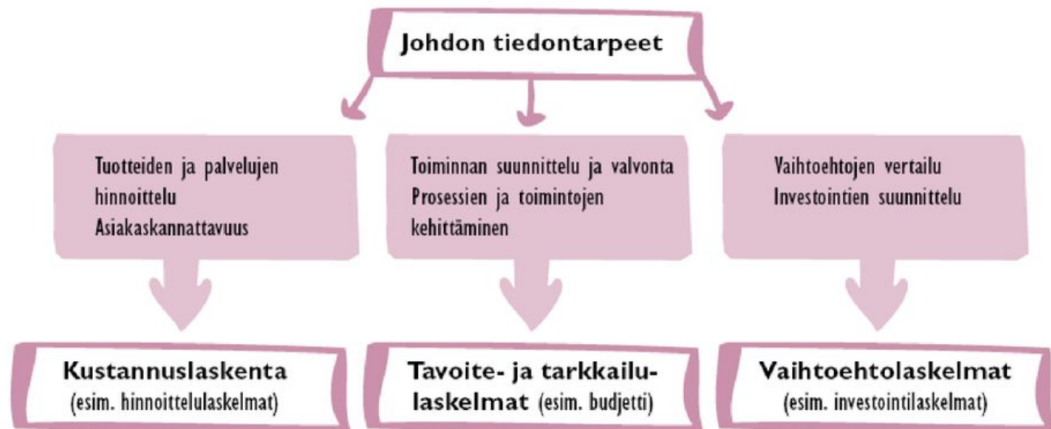 Johdon tiedontarpeet
Tuotteiden ja palvelujen
hinnoittelu
Asiakaskannattavuus
Toiminnan suunnittelu ja valvonta
Prosessien ja toimintojen
kehittäminen
Vaihtoehtojen vertailu
Investointien suunnittelu
Kustannuslaskenta
(esim. hinnoittelulaskelmat)
Tavoite- ja tarkkailu-
laskelmat (esim. budjetti)
Vaihtoehtolaskelmat
(esim. investointilaskelmat)